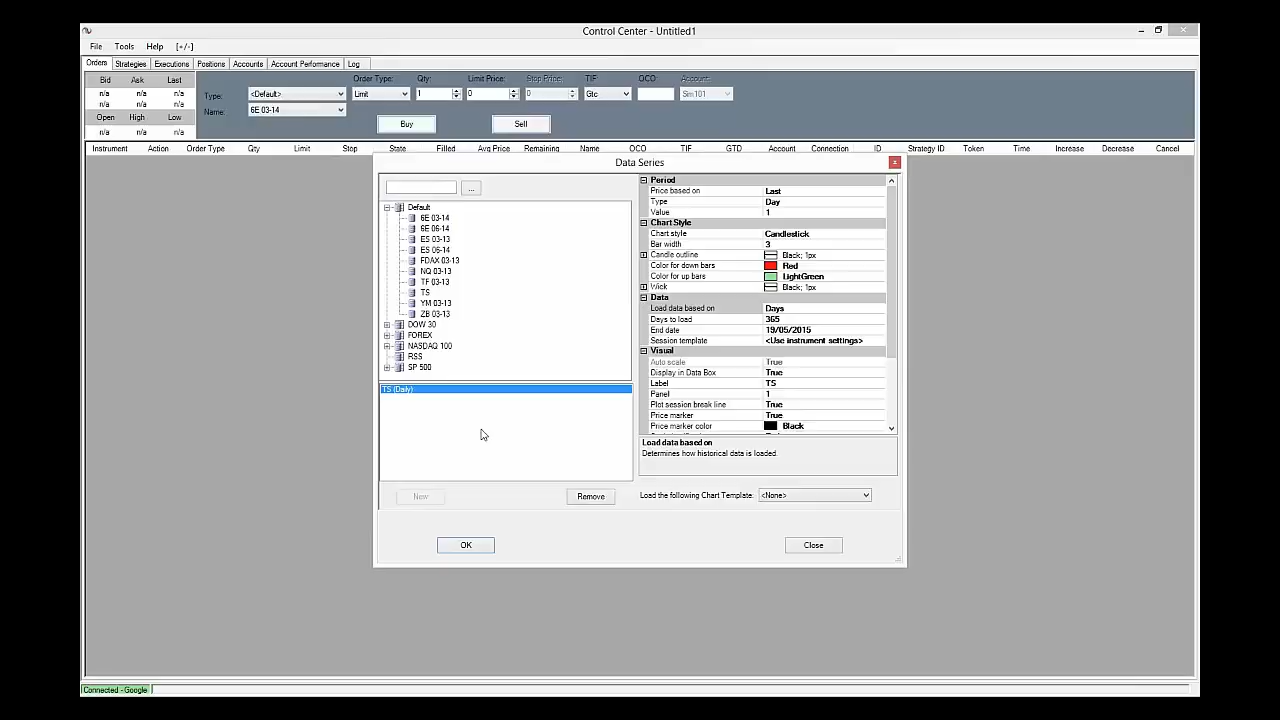 Control Center - Untitled1
File Tools Help [+/-]
Orders Strategies Executions Positions Accounts Account Performance Log
Bid Ask Last
n/a n/a n/a
n/a n/a n/a
Open High Low
n/a n/a n/a
Order Type: Qty: Limit Price: Stop Price: TIF: OCO: Account:
Type: <Default> Limit 1 0 0 Gtc Sim101
Name: 6E 03-14
Buy Sell
Instrument Action Order Type Qty Limit Stop State Filled Avg Price Remaining Name OCO TIF GTD Account Connection ID Strategy ID Token Time Increase Decrease Cancel
Data Series
...
Default
6E 03-14
6E 06-14
ES 03-13
ES 06-14
FDAX 03-13
NQ 03-13
TF 03-13
TS
YM 03-13
ZB 03-13
DOW 30
FOREX
NASDAQ 100
RSS
SP 500
TS (Daily)
New Remove
Period
Price based on Last
Type Day
Value 1
Chart Style
Chart style Candlestick
Bar width 3
Candle outline Black; 1px
Color for down bars Red
Color for up bars LightGreen
Wick Black; 1px
Data
Load data based on Days
Days to load 365
End date 19/05/2015
Session template <Use instrument settings>
Visual
Auto scale True
Display in Data Box True
Label TS
Panel 1
Plot session break line True
Price marker True
Price marker color Black
Load data based on
Determines how historical data is loaded.
Load the following Chart Template: <None>
OK Close
Connected - Google